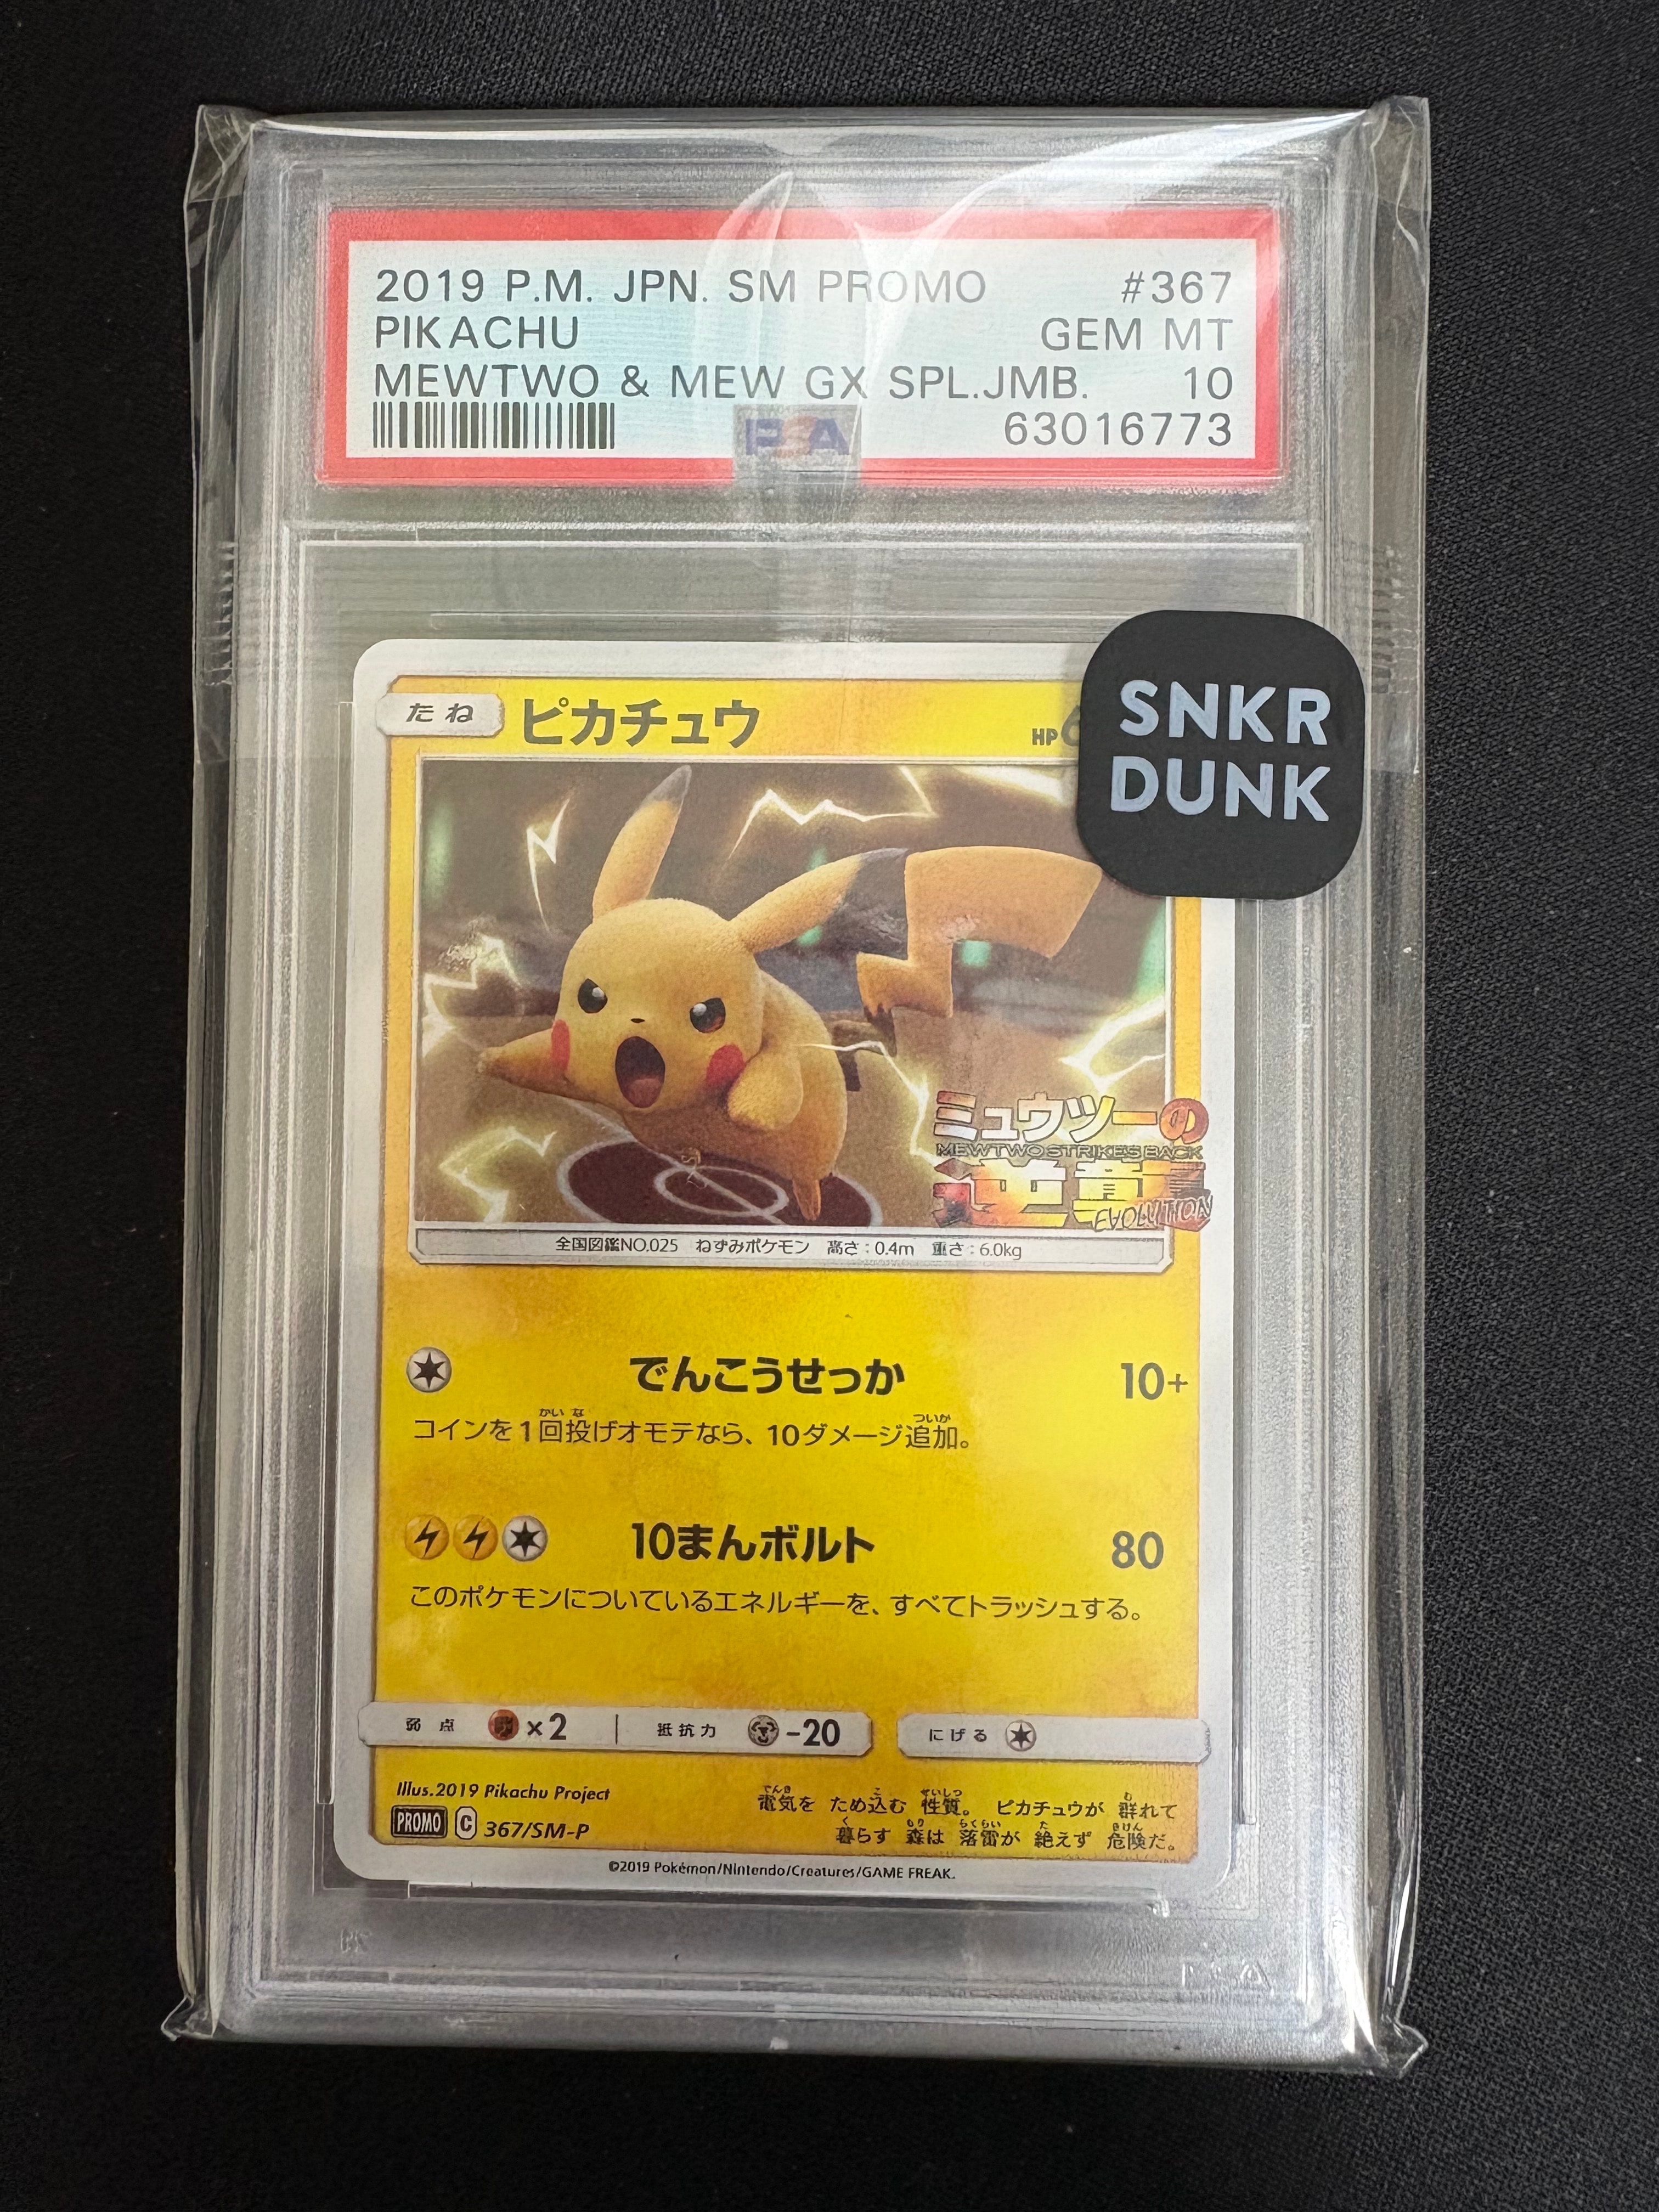 2019 P.M. JPN. SM PROMO #367
PIKACHU GEM MT
MEWTWO & MEW GX SPL.JMB. 10
63016773
PSA
SNKR
DUNK
たね ピカチュウ HP
ミュウツーの
MEWTWO STRIKES BACK
逆襲
EVOLUTION
全国図鑑NO.025 ねずみポケモン 高さ:0.4m 重さ:6.0kg
でんこうせっか 10+
コインを1回投げオモテなら、10ダメージ追加。
10まんボルト 80
このポケモンについているエネルギーを、すべてトラッシュする。
弱点 ×2 抵抗力 -20 にげる
Illus.2019 Pikachu Project
PROMO C 367/SM-P
電気を ため込む 性質。 ピカチュウが 群れて
暮らす 森は 落雷が 絶えず 危険だ。
©2019 Pokémon/Nintendo/Creatures/GAME FREAK.